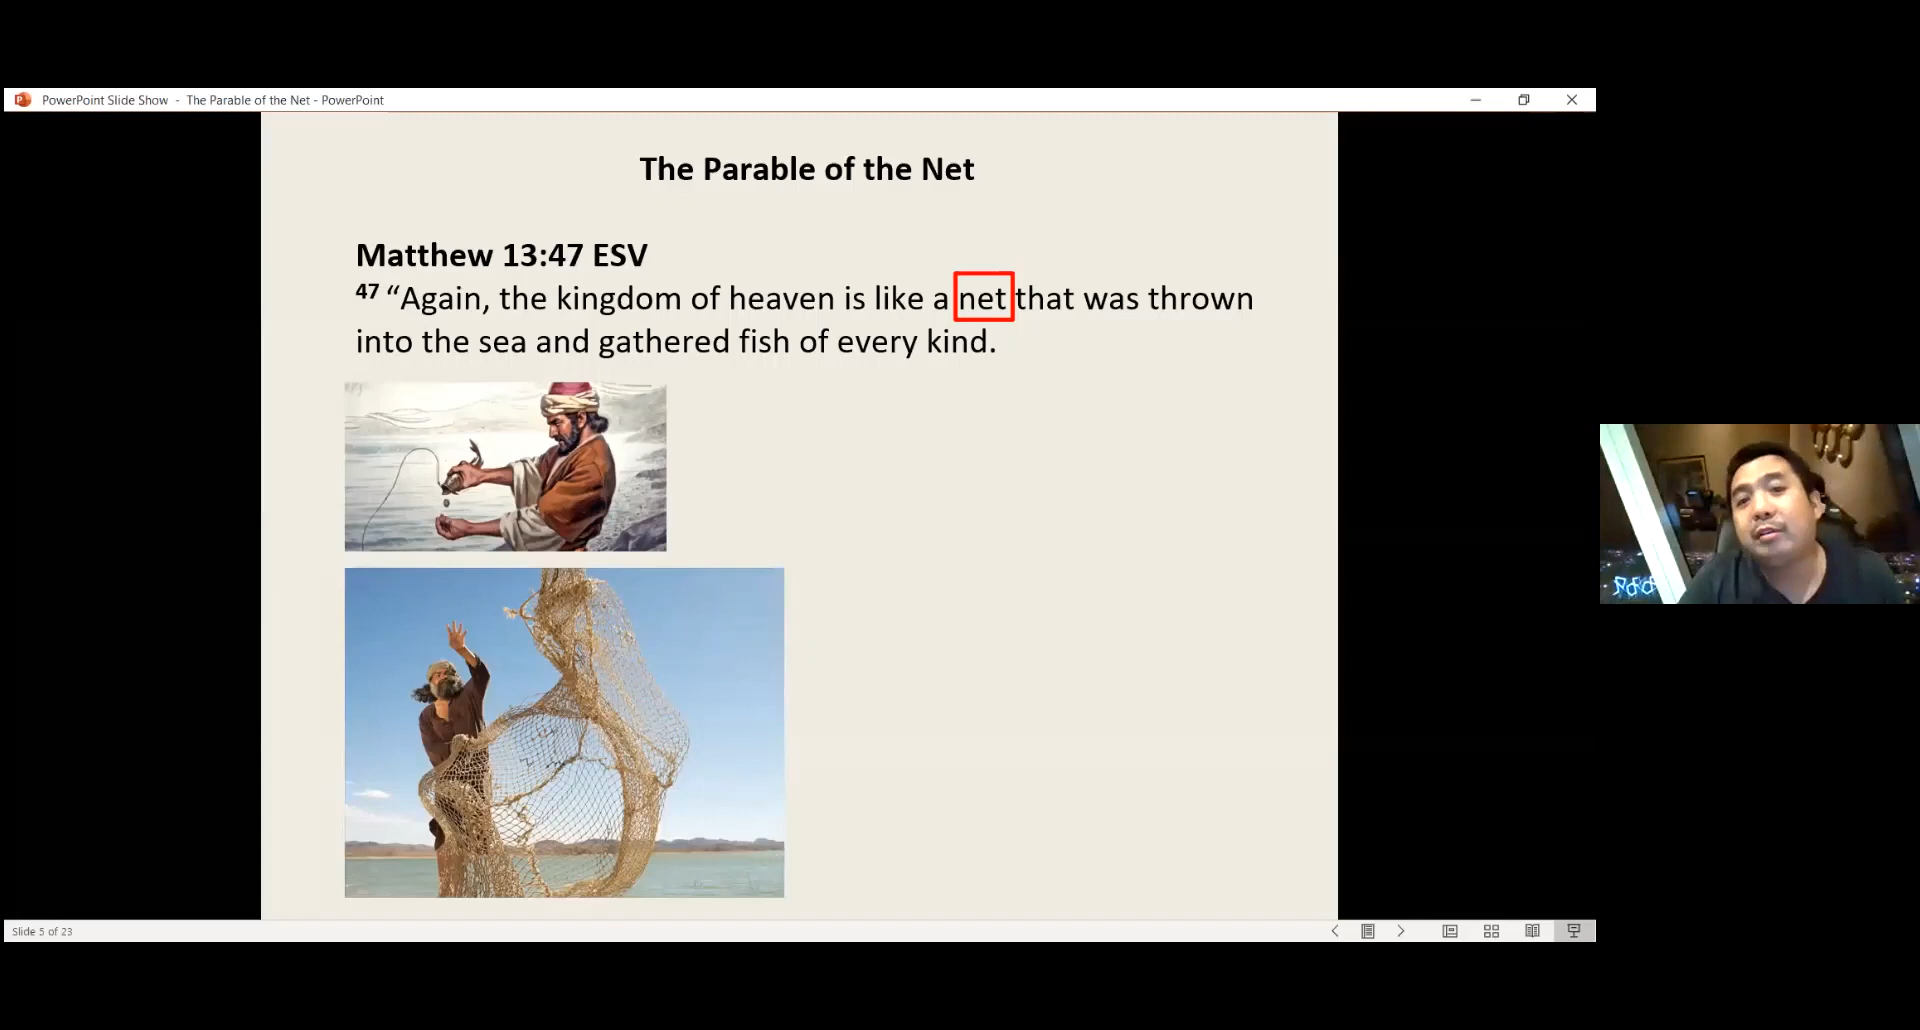 PowerPoint Slide Show - The Parable of the Net - PowerPoint
The Parable of the Net
Matthew 13:47 ESV
47 “Again, the kingdom of heaven is like a net that was thrown
into the sea and gathered fish of every kind.
Slide 5 of 23